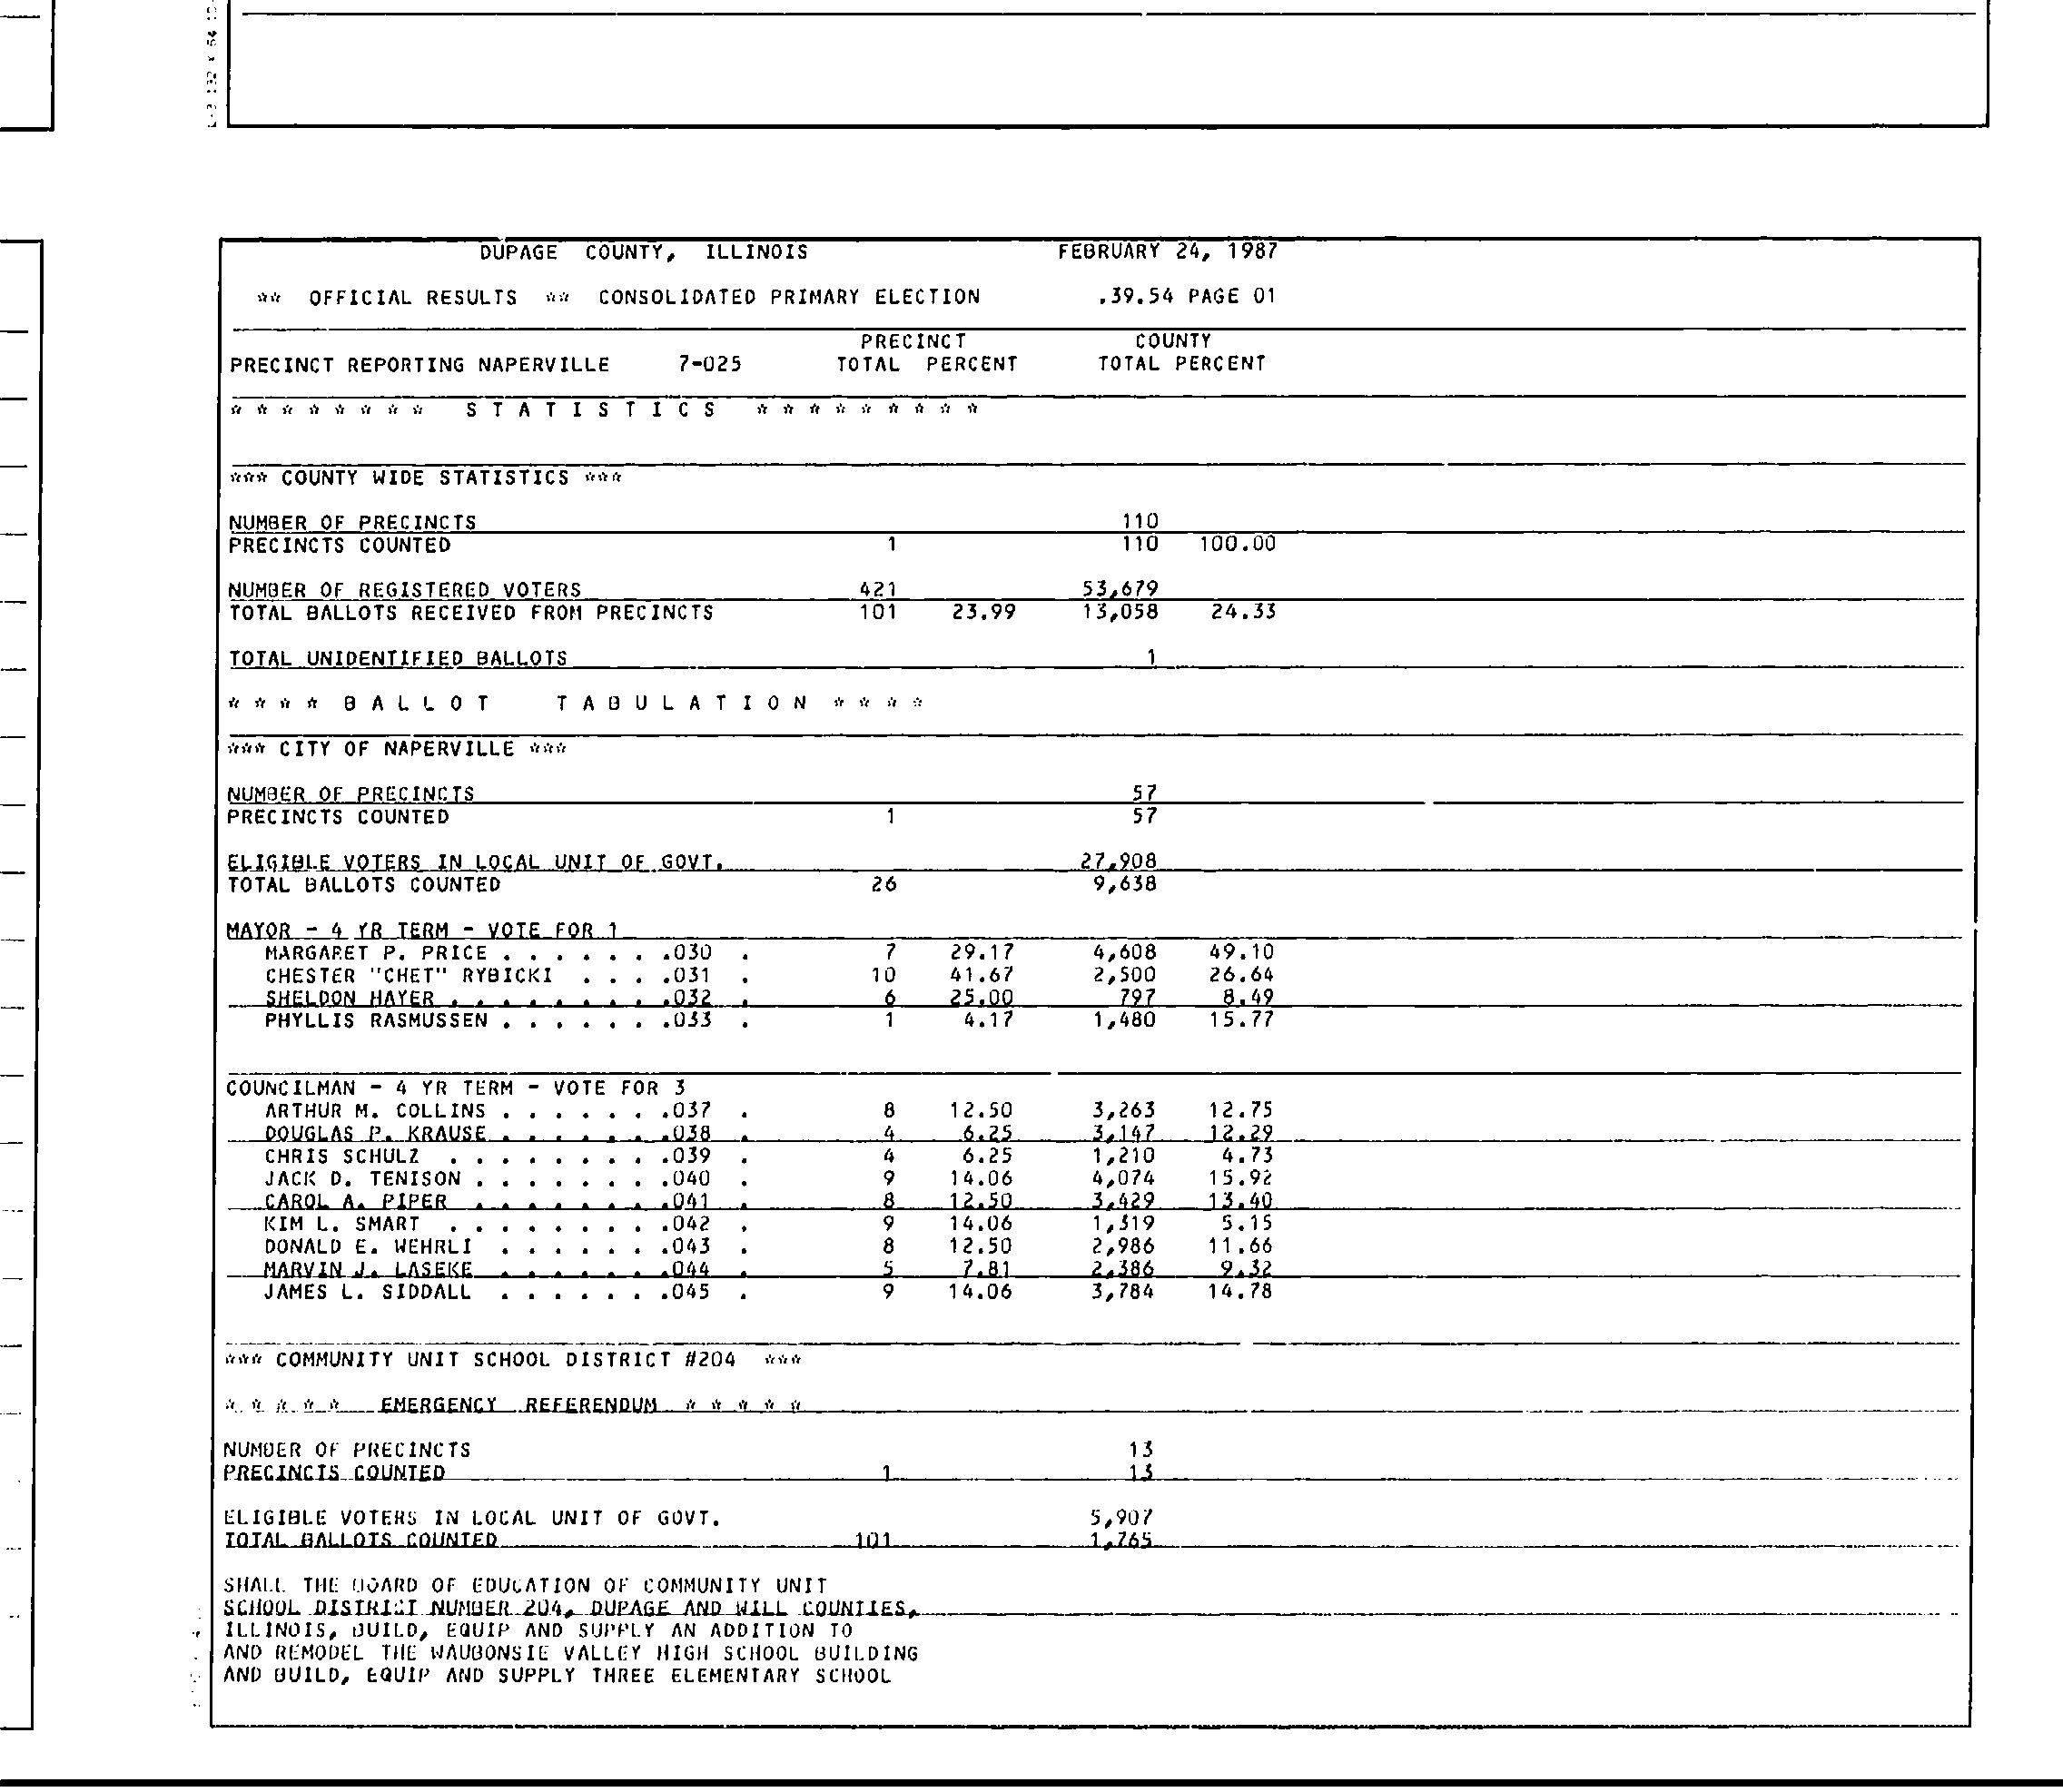 DUPAGE COUNTY, ILLINOIS FEBRUARY 24, 1987
** OFFICIAL RESULTS ** CONSOLIDATED PRIMARY ELECTION .39.54 PAGE 01
PRECINCT COUNTY
PRECINCT REPORTING NAPERVILLE 7-025 TOTAL PERCENT TOTAL PERCENT
* * * * * * * * S T A T I S T I C S * * * * * * * * *
*** COUNTY WIDE STATISTICS ***
NUMBER OF PRECINCTS 110
PRECINCTS COUNTED 1 110 100.00
NUMBER OF REGISTERED VOTERS 421 53,679
TOTAL BALLOTS RECEIVED FROM PRECINCTS 101 23.99 13,058 24.33
TOTAL UNIDENTIFIED BALLOTS 1
* * * * B A L L O T T A B U L A T I O N * * * *
*** CITY OF NAPERVILLE ***
NUMBER OF PRECINCTS 57
PRECINCTS COUNTED 1 57
ELIGIBLE VOTERS IN LOCAL UNIT OF GOVT. 27,908
TOTAL BALLOTS COUNTED 26 9,638
MAYOR - 4 YR TERM - VOTE FOR 1
MARGARET P. PRICE . . . . . . .030 . 7 29.17 4,608 49.10
CHESTER "CHET" RYBICKI . . . .031 . 10 41.67 2,500 26.64
SHELDON HAYER . . . . . . . . .032 . 6 25.00 797 8.49
PHYLLIS RASMUSSEN . . . . . . .033 . 1 4.17 1,480 15.77
COUNCILMAN - 4 YR TERM - VOTE FOR 3
ARTHUR M. COLLINS . . . . . . .037 . 8 12.50 3,263 12.75
DOUGLAS P. KRAUSE . . . . . . .038 . 4 6.25 3,147 12.29
CHRIS SCHULZ . . . . . . . . .039 . 4 6.25 1,210 4.73
JACK D. TENISON . . . . . . . .040 . 9 14.06 4,074 15.92
CAROL A. PIPER . . . . . . . .041 . 8 12.50 3,429 13.40
KIM L. SMART . . . . . . . . .042 . 9 14.06 1,319 5.15
DONALD E. WEHRLI . . . . . . .043 . 8 12.50 2,986 11.66
MARVIN J. LASEKE . . . . . . .044 . 5 7.81 2,386 9.32
JAMES L. SIDDALL . . . . . . .045 . 9 14.06 3,784 14.78
*** COMMUNITY UNIT SCHOOL DISTRICT #204 ***
* * * * * EMERGENCY REFERENDUM * * * * *
NUMBER OF PRECINCTS 13
PRECINCTS COUNTED 1 13
ELIGIBLE VOTERS IN LOCAL UNIT OF GOVT. 5,907
TOTAL BALLOTS COUNTED 101 1,765
SHALL THE BOARD OF EDUCATION OF COMMUNITY UNIT
SCHOOL DISTRICT NUMBER 204, DUPAGE AND WILL COUNTIES,
ILLINOIS, BUILD, EQUIP AND SUPPLY AN ADDITION TO
AND REMODEL THE WAUBONSIE VALLEY HIGH SCHOOL BUILDING
AND BUILD, EQUIP AND SUPPLY THREE ELEMENTARY SCHOOL